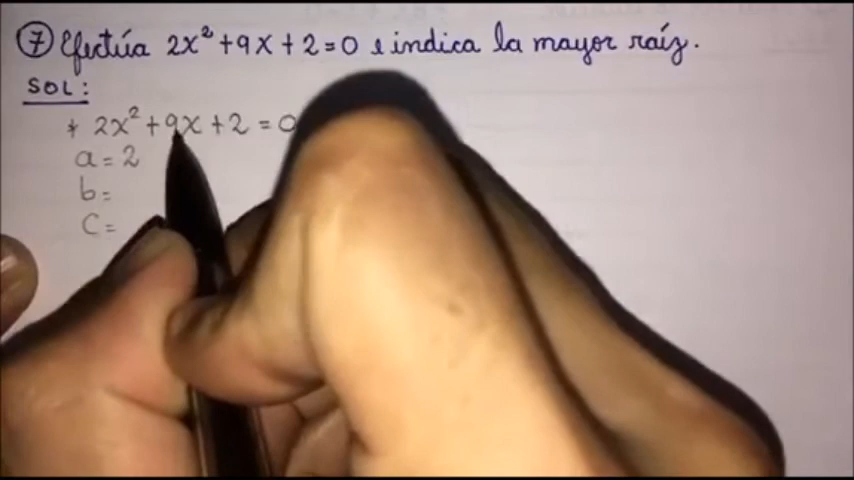 ⑦ Efectúa 2x² + 9x + 2 = 0 e indica la mayor raíz.
SOL:
* 2x² + 9x + 2 = 0
a = 2
b =
C =